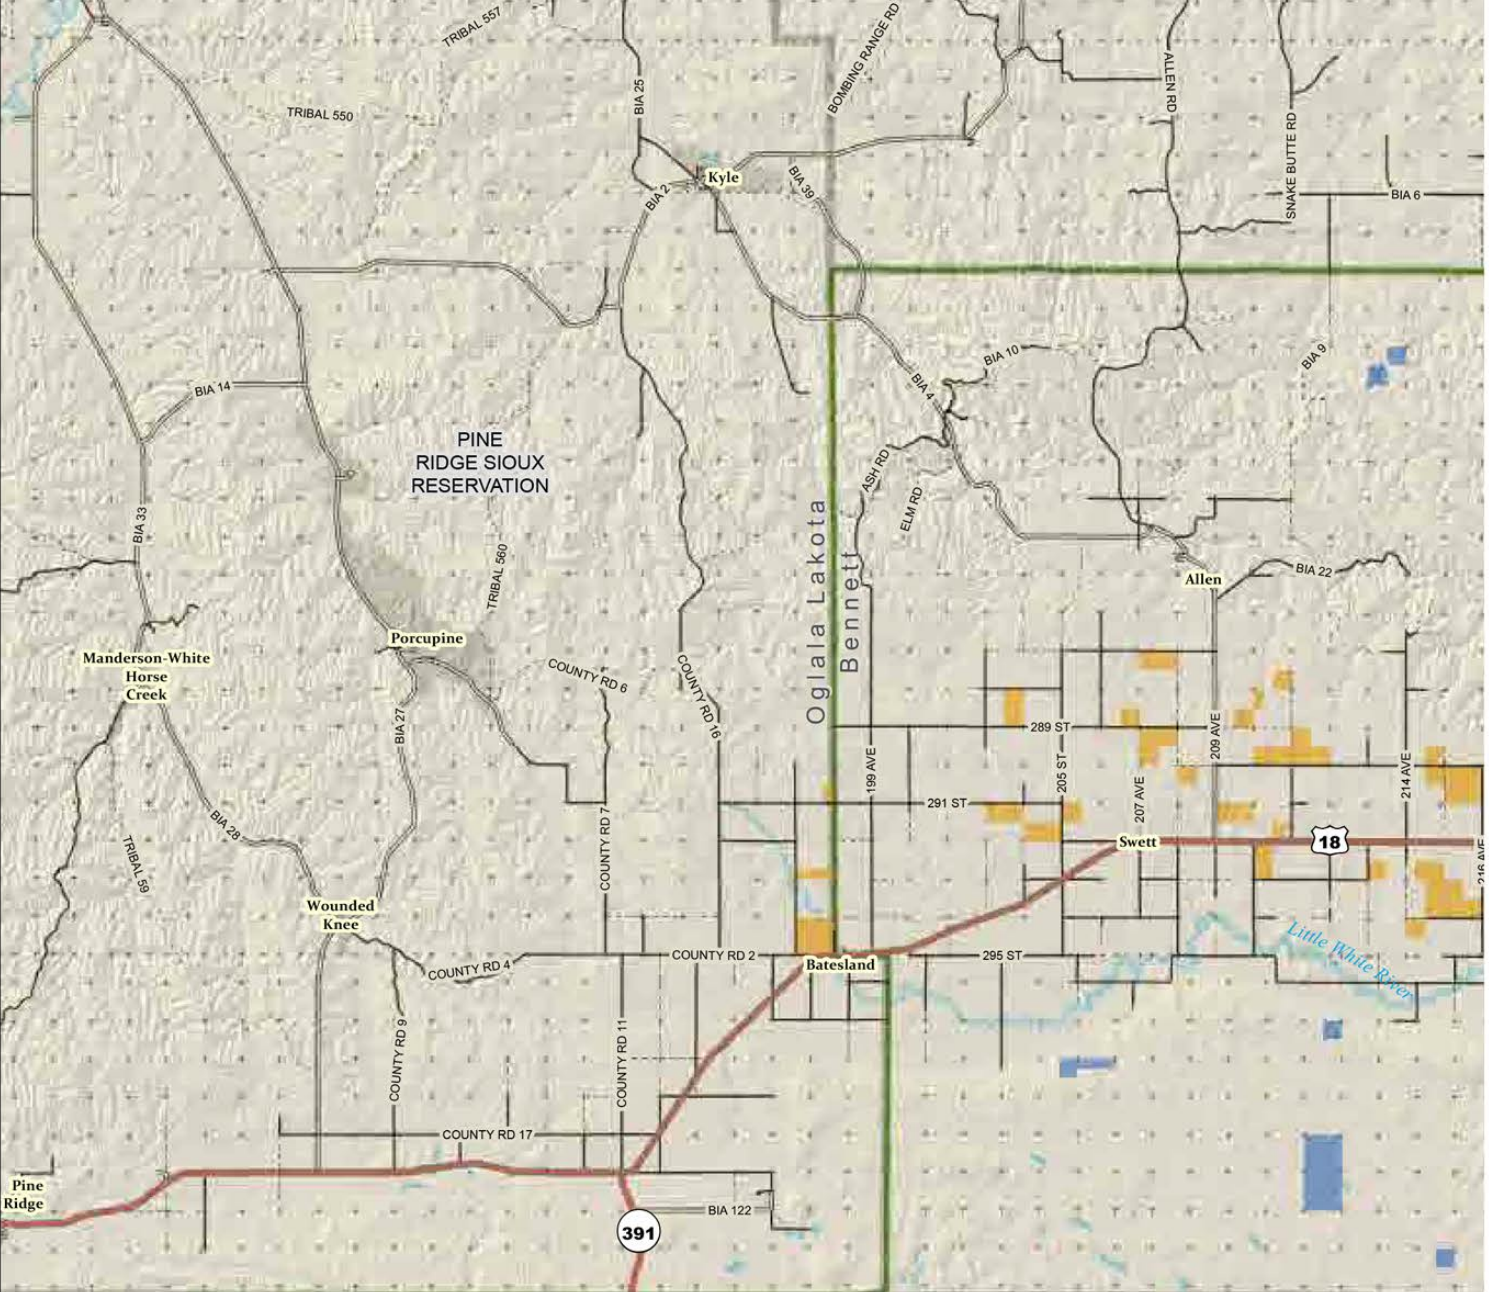 TRIBAL 557
BOMBING RANGE RD
BIA 25
ALLEN RD
TRIBAL 550
SNAKE BUTTE RD
Kyle
BIA 39
BIA 2
BIA 6
BIA 10
BIA 9
BIA 14
BIA 4
PINE
RIDGE SIOUX
RESERVATION
ASH RD
ELM RD
BIA 33
Oglala Lakota
Bennett
TRIBAL 560
BIA 22
Allen
Porcupine
Manderson-White
Horse
Creek
COUNTY RD 6
COUNTY RD 16
BIA 27
289 ST
209 AVE
199 AVE
205 ST
214 AVE
207 AVE
291 ST
BIA 28
COUNTY RD 7
Swett
18
TRIBAL 59
216 AVE
Wounded
Knee
Little White River
COUNTY RD 4
COUNTY RD 2
Batesland
295 ST
COUNTY RD 9
COUNTY RD 11
COUNTY RD 17
Pine
Ridge
BIA 122
391